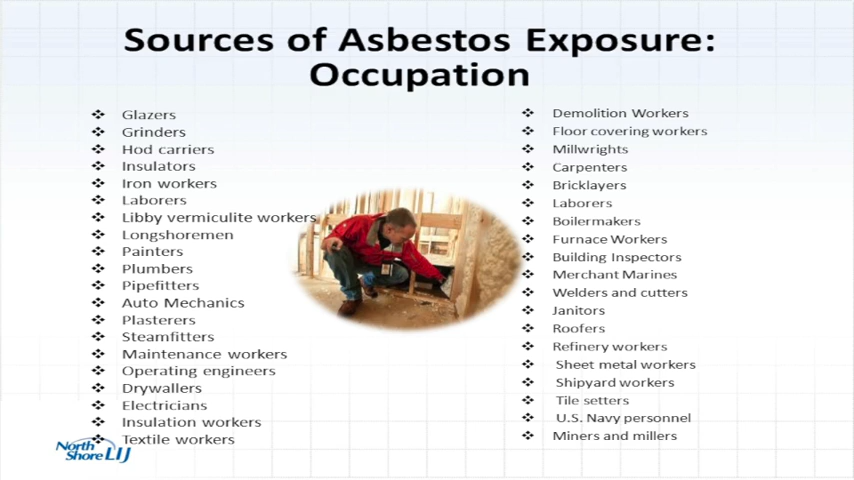 Sources of Asbestos Exposure:
Occupation
Glazers
Grinders
Hod carriers
Insulators
Iron workers
Laborers
Libby vermiculite workers
Longshoremen
Painters
Plumbers
Pipefitters
Auto Mechanics
Plasterers
Steamfitters
Maintenance workers
Operating engineers
Drywallers
Electricians
Insulation workers
Textile workers
Demolition Workers
Floor covering workers
Millwrights
Carpenters
Bricklayers
Laborers
Boilermakers
Furnace Workers
Building Inspectors
Merchant Marines
Welders and cutters
Janitors
Roofers
Refinery workers
Sheet metal workers
Shipyard workers
Tile setters
U.S. Navy personnel
Miners and millers
North
Shore LIJ